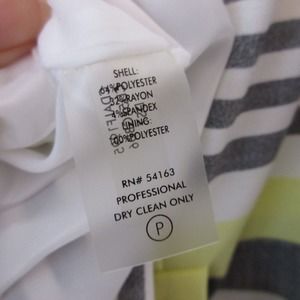 SHELL:
64% POLYESTER
32% RAYON
4% SPANDEX
LINING:
100% POLYESTER
RN# 54163
PROFESSIONAL
DRY CLEAN ONLY
P